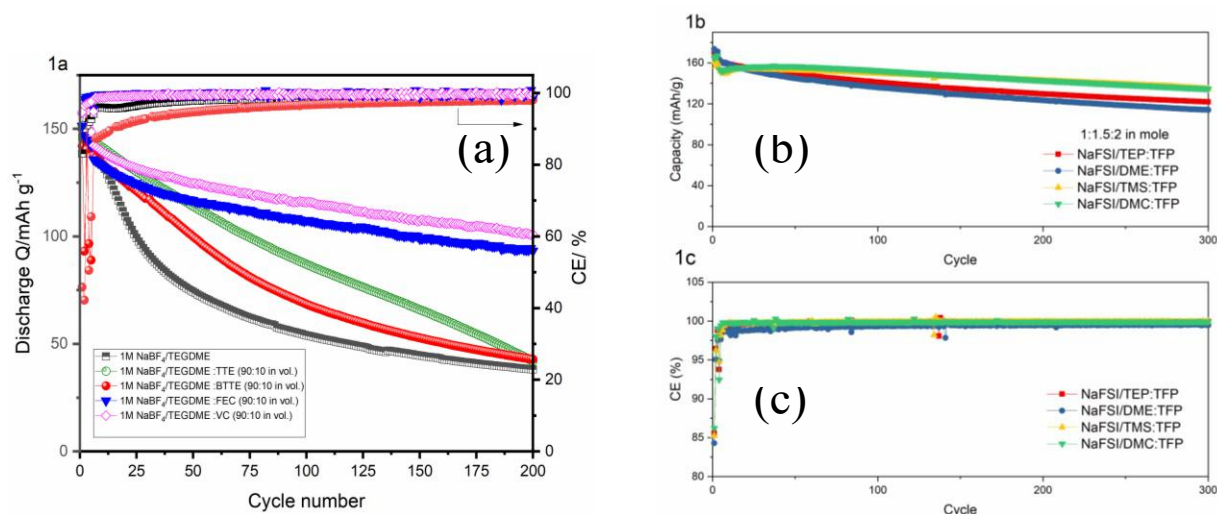 1a
(a)
Discharge Q/mAh g⁻¹
150
100
50
0
CE/ %
100
80
60
40
20
0
1M NaBF₄/TEGDME
1M NaBF₄/TEGDME :TTE (90:10 in vol.)
1M NaBF₄/TEGDME :BTTE (90:10 in vol.)
1M NaBF₄/TEGDME :FEC (90:10 in vol.)
1M NaBF₄/TEGDME :VC (90:10 in vol.)
0 25 50 75 100 125 150 175 200
Cycle number
1b
(b)
Capacity (mAh/g)
160
120
80
40
0
1:1.5:2 in mole
NaFSI/TEP:TFP
NaFSI/DME:TFP
NaFSI/TMS:TFP
NaFSI/DMC:TFP
0 100 200 300
Cycle
1c
(c)
CE (%)
105
100
95
90
85
80
NaFSI/TEP:TFP
NaFSI/DME:TFP
NaFSI/TMS:TFP
NaFSI/DMC:TFP
0 100 200 300
Cycle